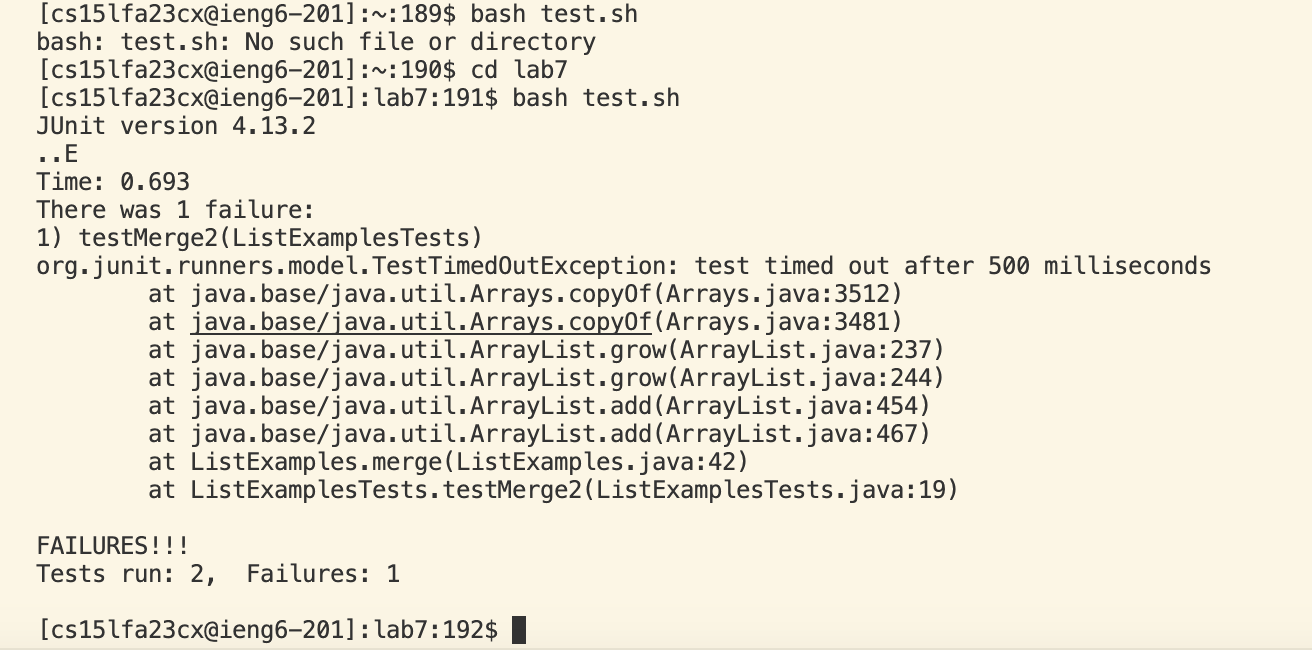 [cs15lfa23cx@ieng6-201]:~:189$ bash test.sh
bash: test.sh: No such file or directory
[cs15lfa23cx@ieng6-201]:~:190$ cd lab7
[cs15lfa23cx@ieng6-201]:lab7:191$ bash test.sh
JUnit version 4.13.2
..E
Time: 0.693
There was 1 failure:
1) testMerge2(ListExamplesTests)
org.junit.runners.model.TestTimedOutException: test timed out after 500 milliseconds
        at java.base/java.util.Arrays.copyOf(Arrays.java:3512)
        at java.base/java.util.Arrays.copyOf(Arrays.java:3481)
        at java.base/java.util.ArrayList.grow(ArrayList.java:237)
        at java.base/java.util.ArrayList.grow(ArrayList.java:244)
        at java.base/java.util.ArrayList.add(ArrayList.java:454)
        at java.base/java.util.ArrayList.add(ArrayList.java:467)
        at ListExamples.merge(ListExamples.java:42)
        at ListExamplesTests.testMerge2(ListExamplesTests.java:19)

FAILURES!!!
Tests run: 2,  Failures: 1

[cs15lfa23cx@ieng6-201]:lab7:192$